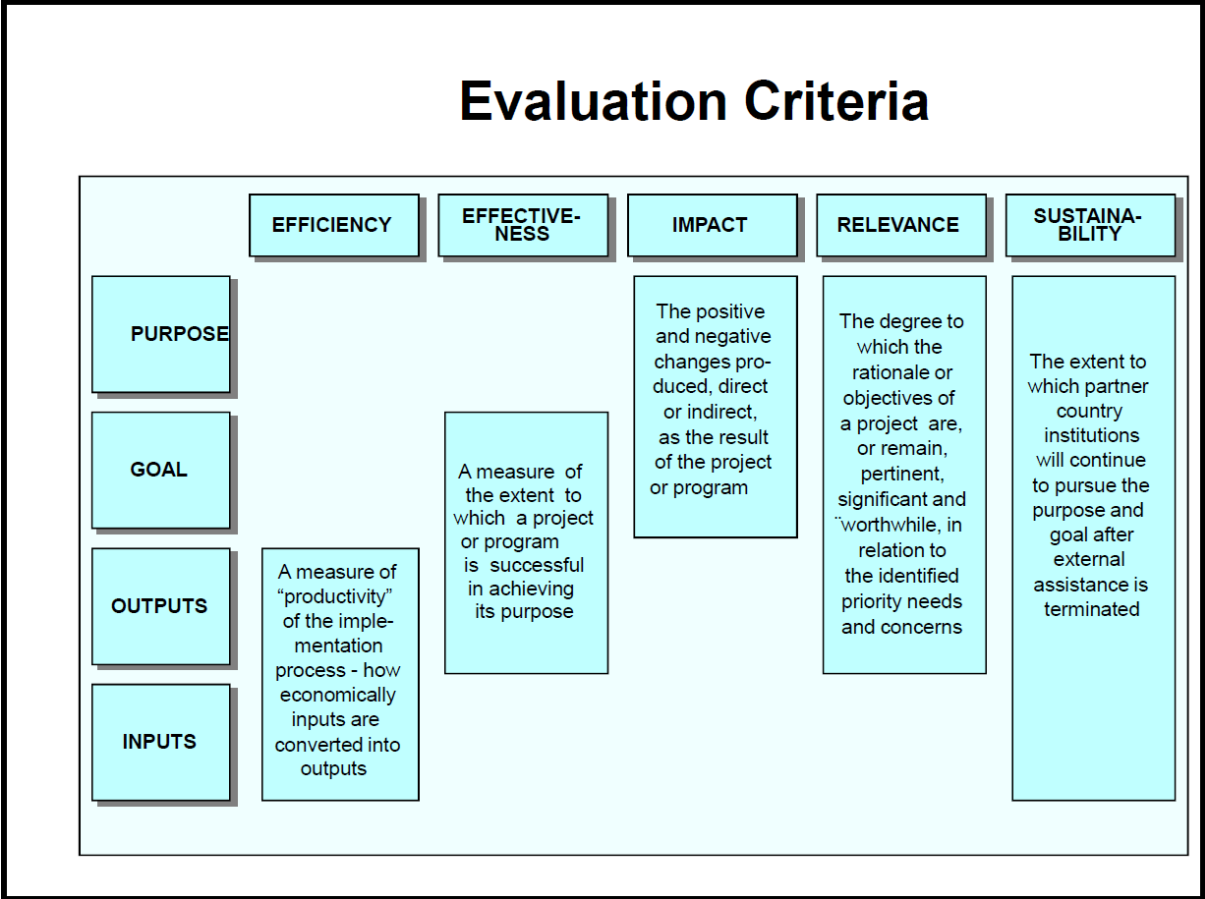 Evaluation Criteria
EFFICIENCY
EFFECTIVE-
NESS
IMPACT
RELEVANCE
SUSTAINA-
BILITY
PURPOSE
GOAL
OUTPUTS
INPUTS
A measure of
“productivity”
of the imple-
mentation
process - how
economically
inputs are
converted into
outputs
A measure of
the extent to
which a project
or program
is successful
in achieving
its purpose
The positive
and negative
changes pro-
duced, direct
or indirect,
as the result
of the project
or program
The degree to
which the
rationale or
objectives of
a project are,
or remain,
pertinent,
significant and
¨worthwhile, in
relation to
the identified
priority needs
and concerns
The extent to
which partner
country
institutions
will continue
to pursue the
purpose and
goal after
external
assistance is
terminated